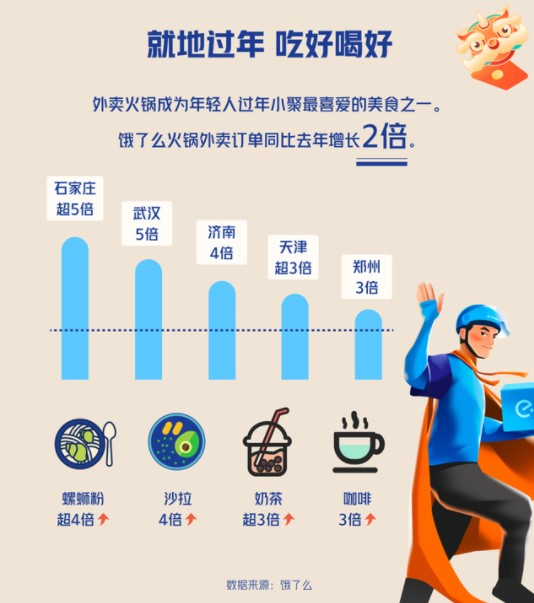 就地过年 吃好喝好
外卖火锅成为年轻人过年小聚最喜爱的美食之一。
饿了么火锅外卖订单同比去年增长2倍。
石家庄
超5倍
武汉
5倍
济南
4倍
天津
超3倍
郑州
3倍
螺蛳粉
超4倍
沙拉
4倍
奶茶
超3倍
咖啡
3倍
数据来源：饿了么